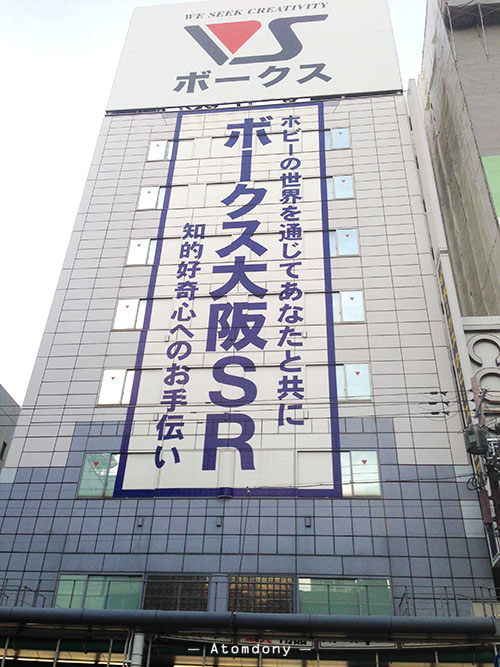 WE SEEK CREATIVITY
VS
ボークス
ホビーの世界を通じてあなたと共に
ボークス大阪SR
知的好奇心へのお手伝い
— Atomdony —